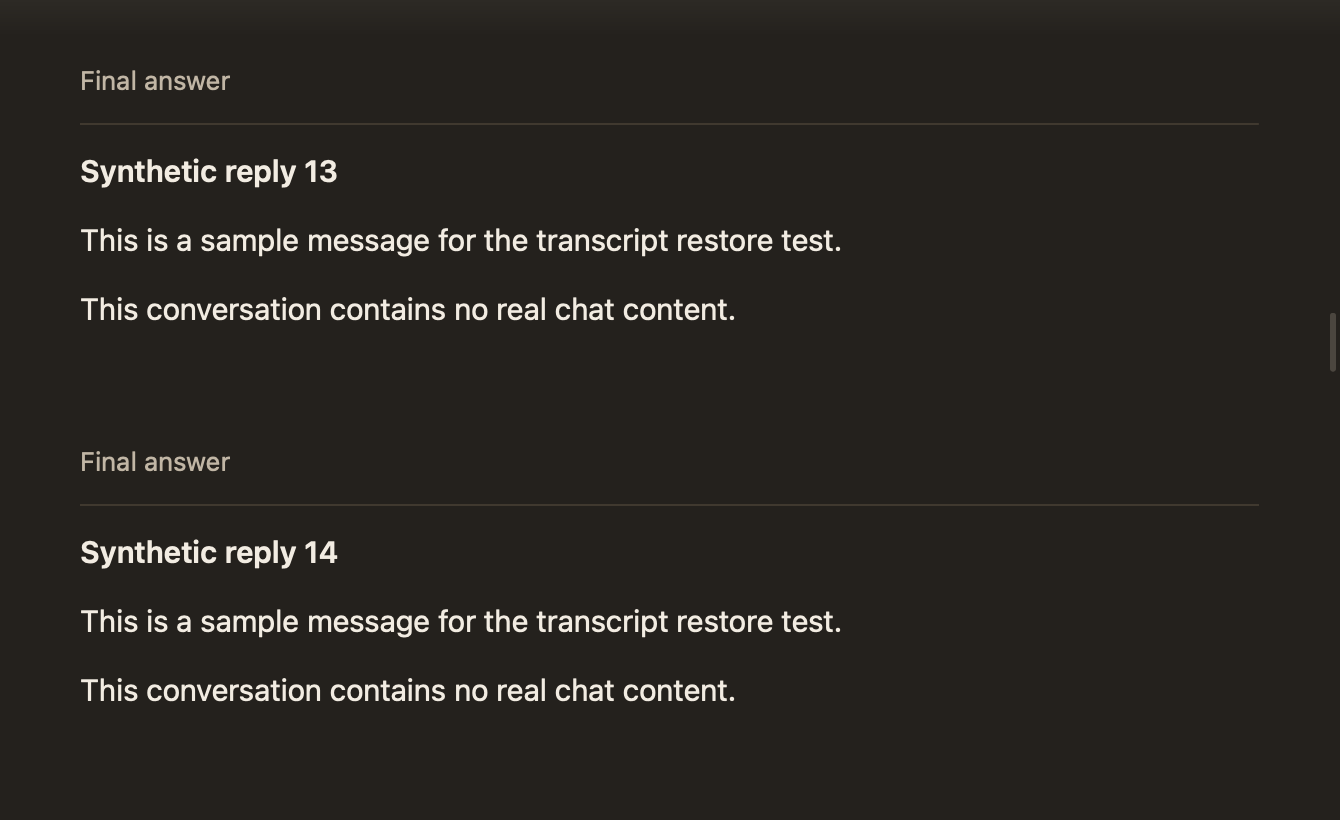 Final answer
Synthetic reply 13
This is a sample message for the transcript restore test.
This conversation contains no real chat content.
Final answer
Synthetic reply 14
This is a sample message for the transcript restore test.
This conversation contains no real chat content.